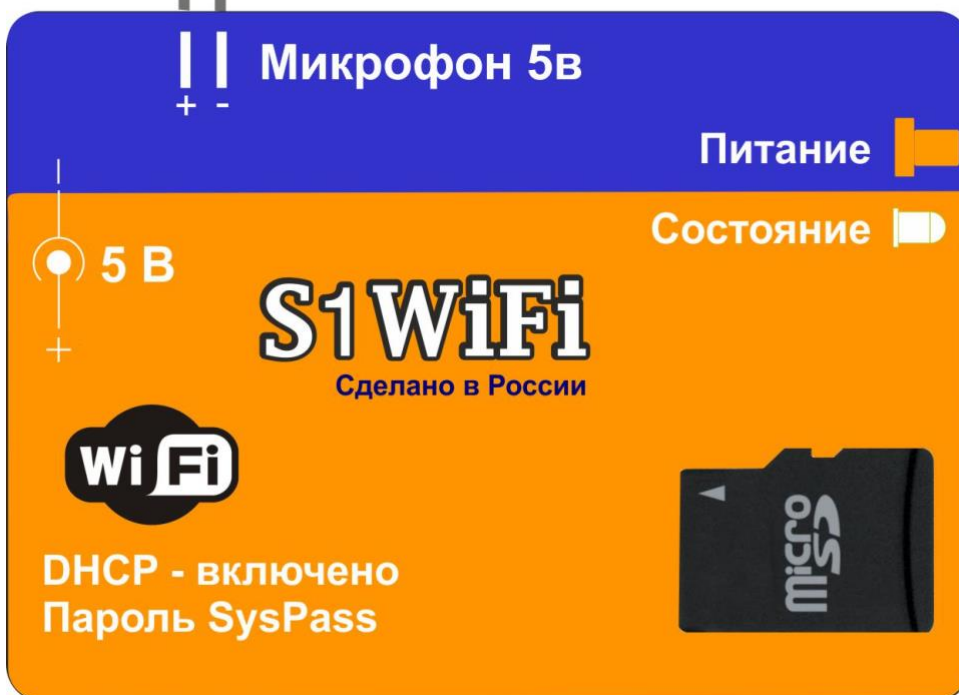 Микрофон 5в
+ -
Питание
Состояние
5 В
+
S1WiFi
Сделано в России
Wi Fi
DHCP - включено
Пароль SysPass
micro SD